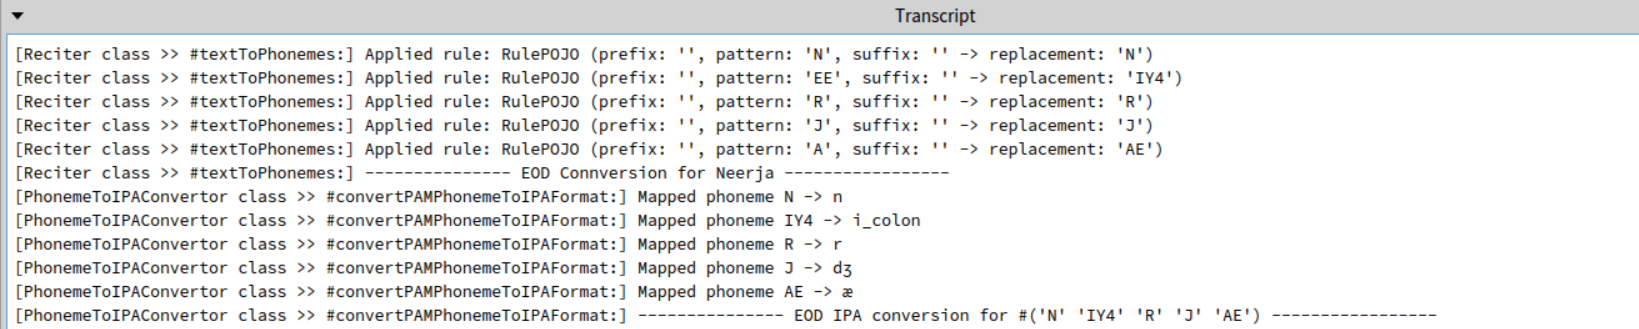 Transcript
[Reciter class >> #textToPhonemes:] Applied rule: RulePOJO (prefix: '', pattern: 'N', suffix: '' -> replacement: 'N')
[Reciter class >> #textToPhonemes:] Applied rule: RulePOJO (prefix: '', pattern: 'EE', suffix: '' -> replacement: 'IY4')
[Reciter class >> #textToPhonemes:] Applied rule: RulePOJO (prefix: '', pattern: 'R', suffix: '' -> replacement: 'R')
[Reciter class >> #textToPhonemes:] Applied rule: RulePOJO (prefix: '', pattern: 'J', suffix: '' -> replacement: 'J')
[Reciter class >> #textToPhonemes:] Applied rule: RulePOJO (prefix: '', pattern: 'A', suffix: '' -> replacement: 'AE')
[Reciter class >> #textToPhonemes:] --------------- EOD Connversion for Neerja -----------------
[PhonemeToIPAConvertor class >> #convertPAMPhonemeToIPAFormat:] Mapped phoneme N -> n
[PhonemeToIPAConvertor class >> #convertPAMPhonemeToIPAFormat:] Mapped phoneme IY4 -> i_colon
[PhonemeToIPAConvertor class >> #convertPAMPhonemeToIPAFormat:] Mapped phoneme R -> r
[PhonemeToIPAConvertor class >> #convertPAMPhonemeToIPAFormat:] Mapped phoneme J -> dʒ
[PhonemeToIPAConvertor class >> #convertPAMPhonemeToIPAFormat:] Mapped phoneme AE -> æ
[PhonemeToIPAConvertor class >> #convertPAMPhonemeToIPAFormat:] --------------- EOD IPA conversion for #('N' 'IY4' 'R' 'J' 'AE') -----------------